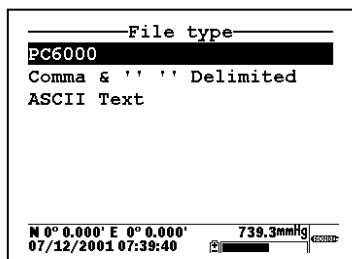 File type
PC6000
Comma & '' '' Delimited
ASCII Text
N 0° 0.000' E 0° 0.000' 739.3mmHg
07/12/2001 07:39:40